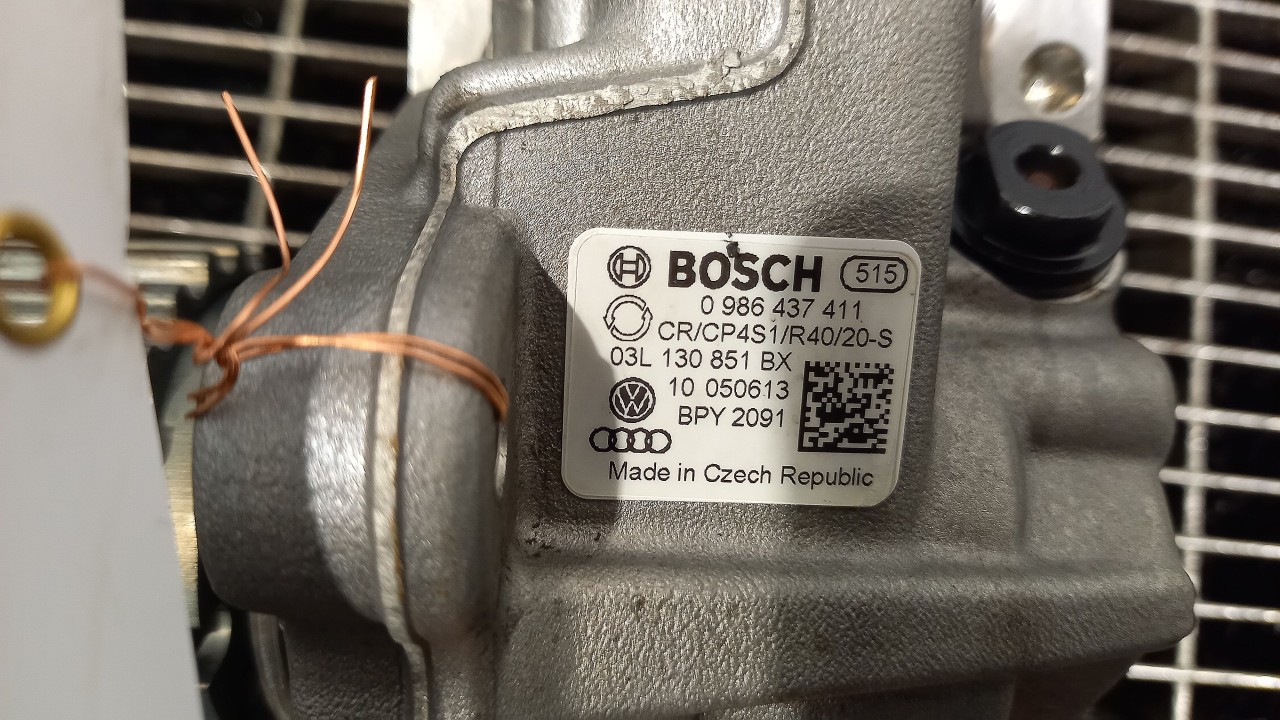 BOSCH 515
0 986 437 411
CR/CP4S1/R40/20-S
03L 130 851 BX
10 050613
BPY 2091
Made in Czech Republic